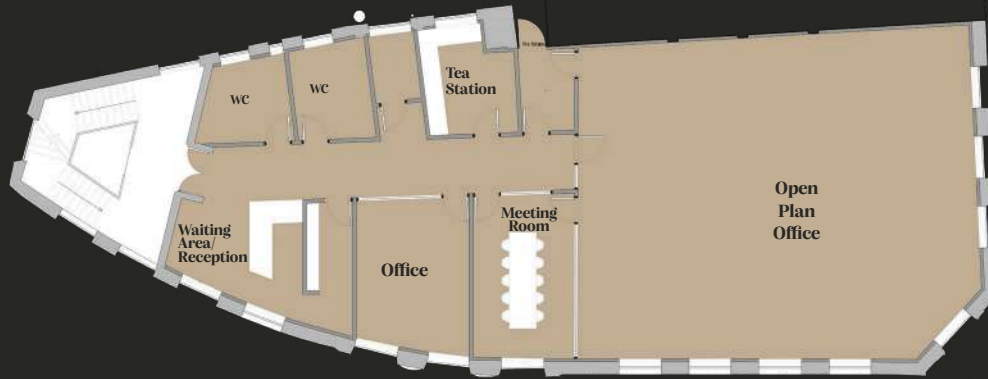 WC
WC
Tea
Station
Waiting
Area/
Reception
Office
Meeting
Room
Open
Plan
Office